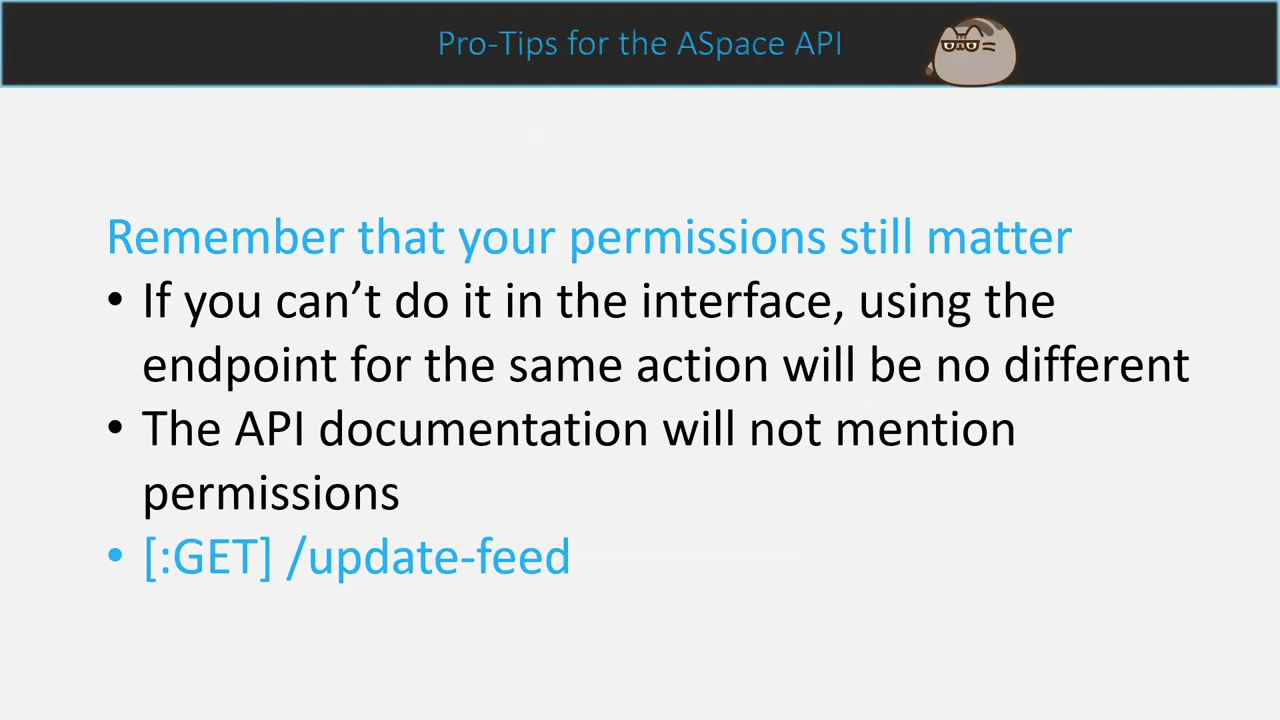 Pro-Tips for the ASpace API
Remember that your permissions still matter
• If you can’t do it in the interface, using the
endpoint for the same action will be no different
• The API documentation will not mention
permissions
• [:GET] /update-feed